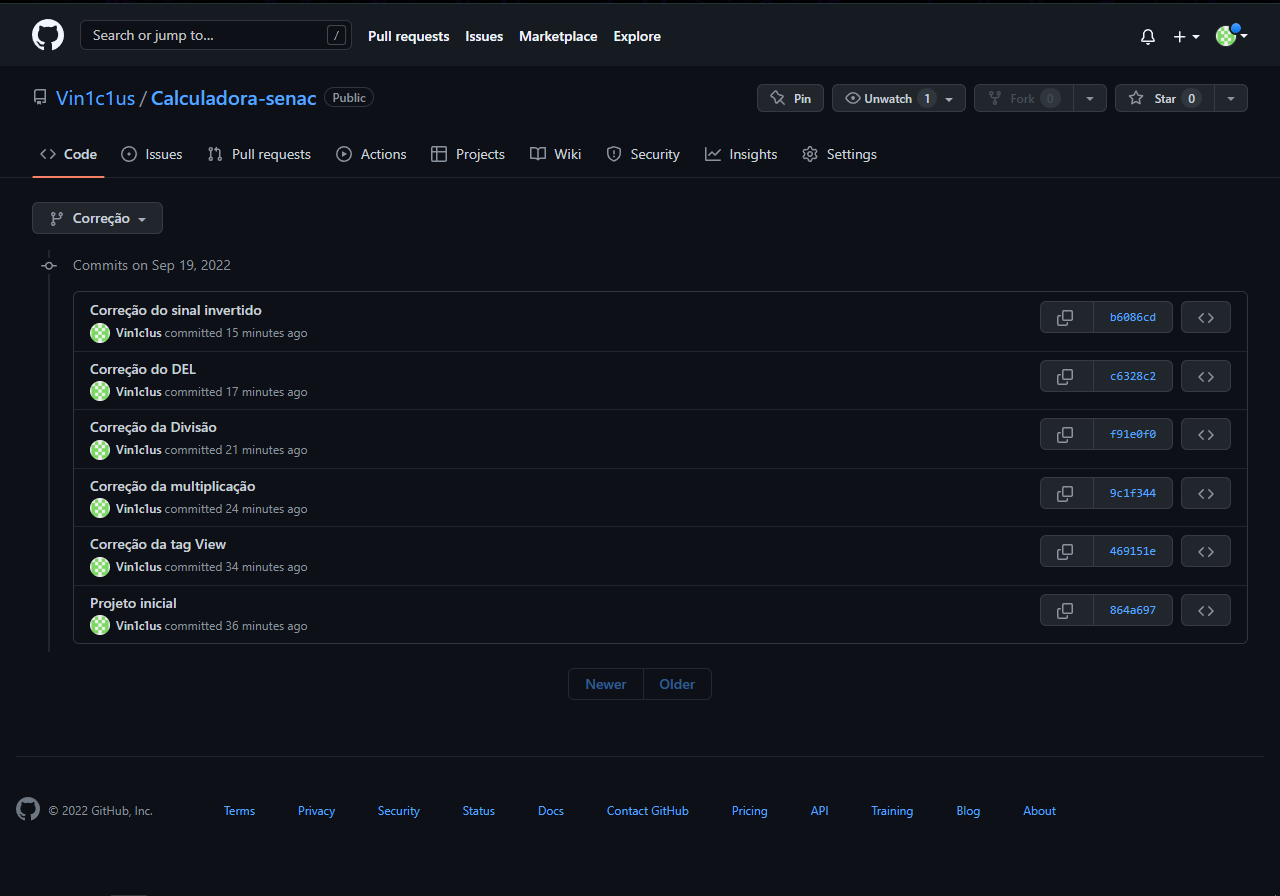 Search or jump to... / Pull requests Issues Marketplace Explore
Vin1c1us / Calculadora-senac Public Pin Unwatch 1 Fork 0 Star 0
Code Issues Pull requests Actions Projects Wiki Security Insights Settings
Correção
Commits on Sep 19, 2022
Correção do sinal invertido
Vin1c1us committed 15 minutes ago b6086cd
Correção do DEL
Vin1c1us committed 17 minutes ago c6328c2
Correção da Divisão
Vin1c1us committed 21 minutes ago f91e0f0
Correção da multiplicação
Vin1c1us committed 24 minutes ago 9c1f344
Correção da tag View
Vin1c1us committed 34 minutes ago 469151e
Projeto inicial
Vin1c1us committed 36 minutes ago 864a697
Newer Older
© 2022 GitHub, Inc. Terms Privacy Security Status Docs Contact GitHub Pricing API Training Blog About